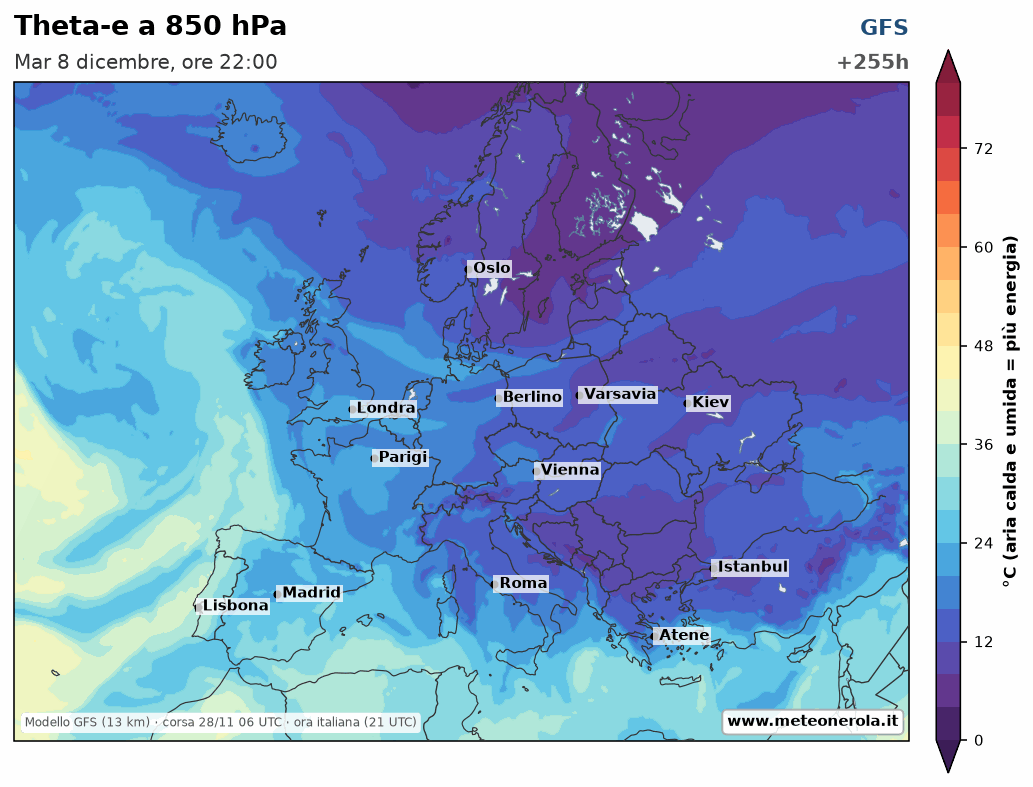 Theta-e a 850 hPa
GFS
Mar 8 dicembre, ore 22:00
+255h
Oslo
Londra
Berlino
Varsavia
Kiev
Parigi
Vienna
Istanbul
Roma
Madrid
Lisbona
Atene
72
60
48
36
24
12
0
°C (aria calda e umida = più energia)
Modello GFS (13 km) · corsa 28/11 06 UTC · ora italiana (21 UTC)
www.meteonerola.it